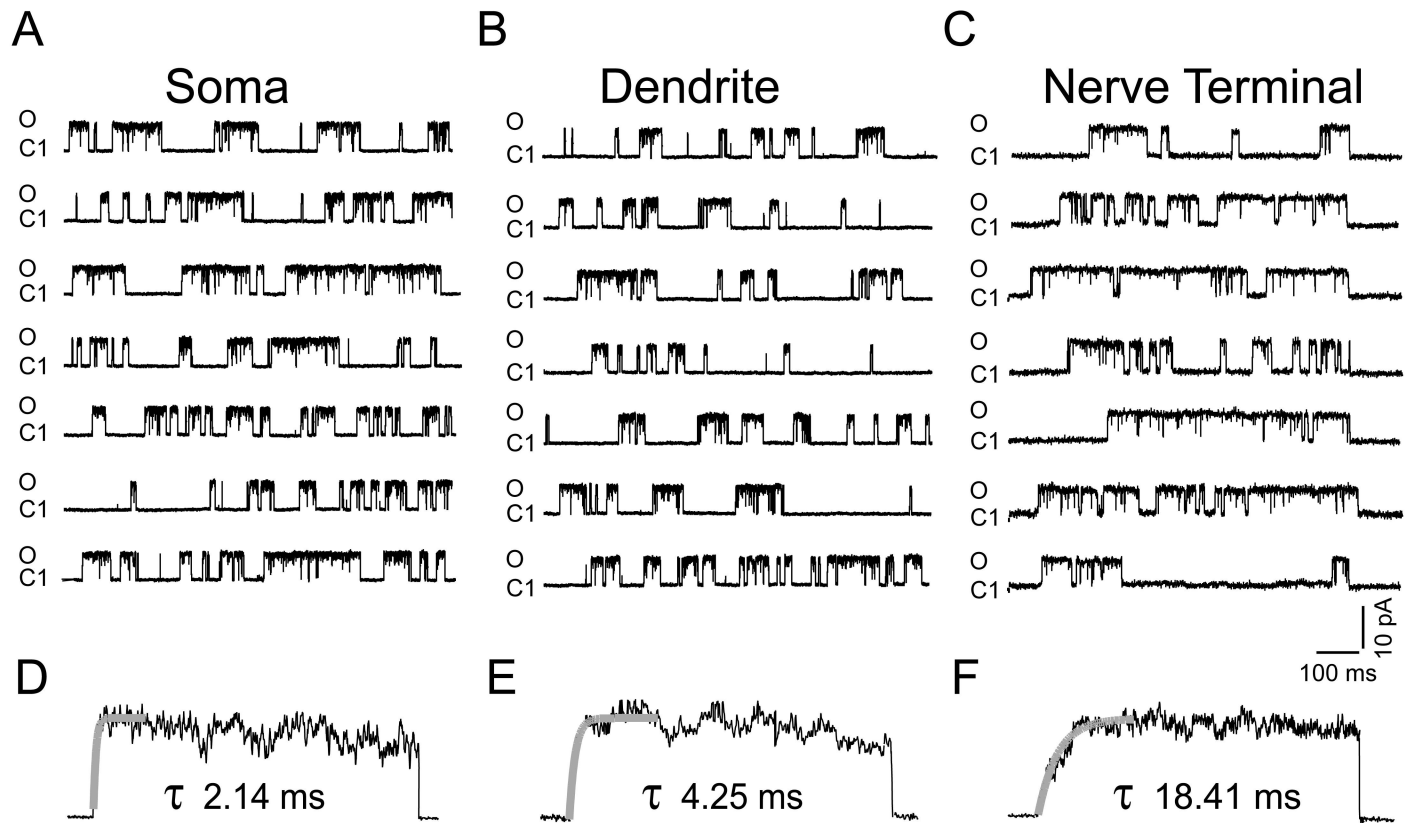 A B C
Soma Dendrite Nerve Terminal
O O O
C1 C1 C1
O O O
C1 C1 C1
O O O
C1 C1 C1
O O O
C1 C1 C1
O O O
C1 C1 C1
O O O
C1 C1 C1
O O O
C1 C1 C1
10 pA
100 ms
D E F
τ 2.14 ms τ 4.25 ms τ 18.41 ms